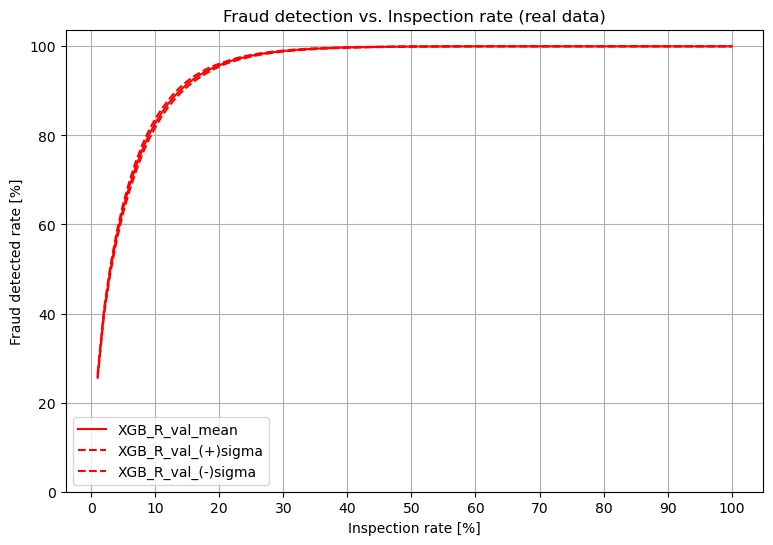 Fraud detection vs. Inspection rate (real data)
Fraud detected rate [%]
100
80
60
40
20
0
XGB_R_val_mean
XGB_R_val_(+)sigma
XGB_R_val_(-)sigma
0 10 20 30 40 50 60 70 80 90 100
Inspection rate [%]